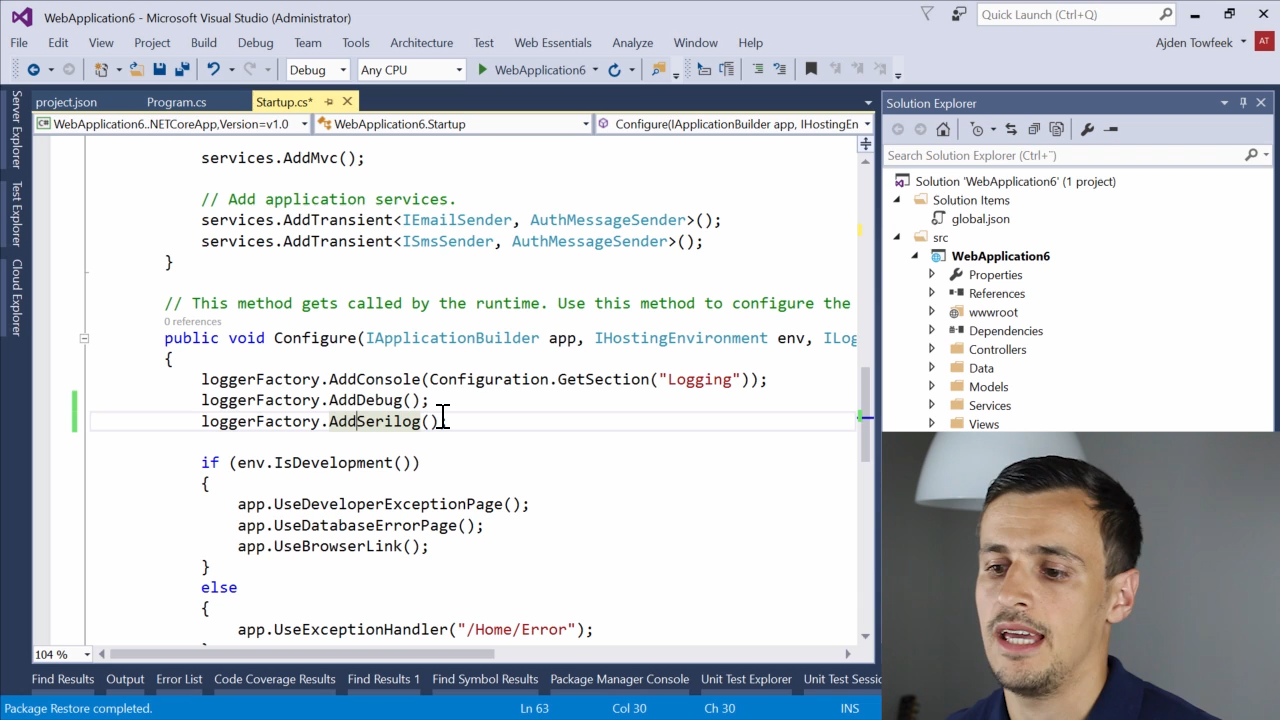 WebApplication6 - Microsoft Visual Studio (Administrator)
Quick Launch (Ctrl+Q)
File Edit View Project Build Debug Team Tools Architecture Test Web Essentials Analyze Window Help
Ajden Towfeek AT
Debug Any CPU WebApplication6
project.json Program.cs Startup.cs*
WebApplication6..NETCoreApp,Version=v1.0 WebApplication6.Startup Configure(IApplicationBuilder app, IHostingEn
Server Explorer
Test Explorer
Cloud Explorer
services.AddMvc();
// Add application services.
services.AddTransient<IEmailSender, AuthMessageSender>();
services.AddTransient<ISmsSender, AuthMessageSender>();
}
// This method gets called by the runtime. Use this method to configure the
0 references
public void Configure(IApplicationBuilder app, IHostingEnvironment env, ILog
{
loggerFactory.AddConsole(Configuration.GetSection("Logging"));
loggerFactory.AddDebug();
loggerFactory.AddSerilog()
if (env.IsDevelopment())
{
app.UseDeveloperExceptionPage();
app.UseDatabaseErrorPage();
app.UseBrowserLink();
}
else
{
app.UseExceptionHandler("/Home/Error");
104 %
Solution Explorer
Search Solution Explorer (Ctrl+¨)
Solution 'WebApplication6' (1 project)
Solution Items
global.json
src
WebApplication6
Properties
References
wwwroot
Dependencies
Controllers
Data
Models
Services
Views
Find Results Output Error List Code Coverage Results Find Results 1 Find Symbol Results Package Manager Console Unit Test Explorer Unit Test Sessi
Package Restore completed. Ln 63 Col 30 Ch 30 INS